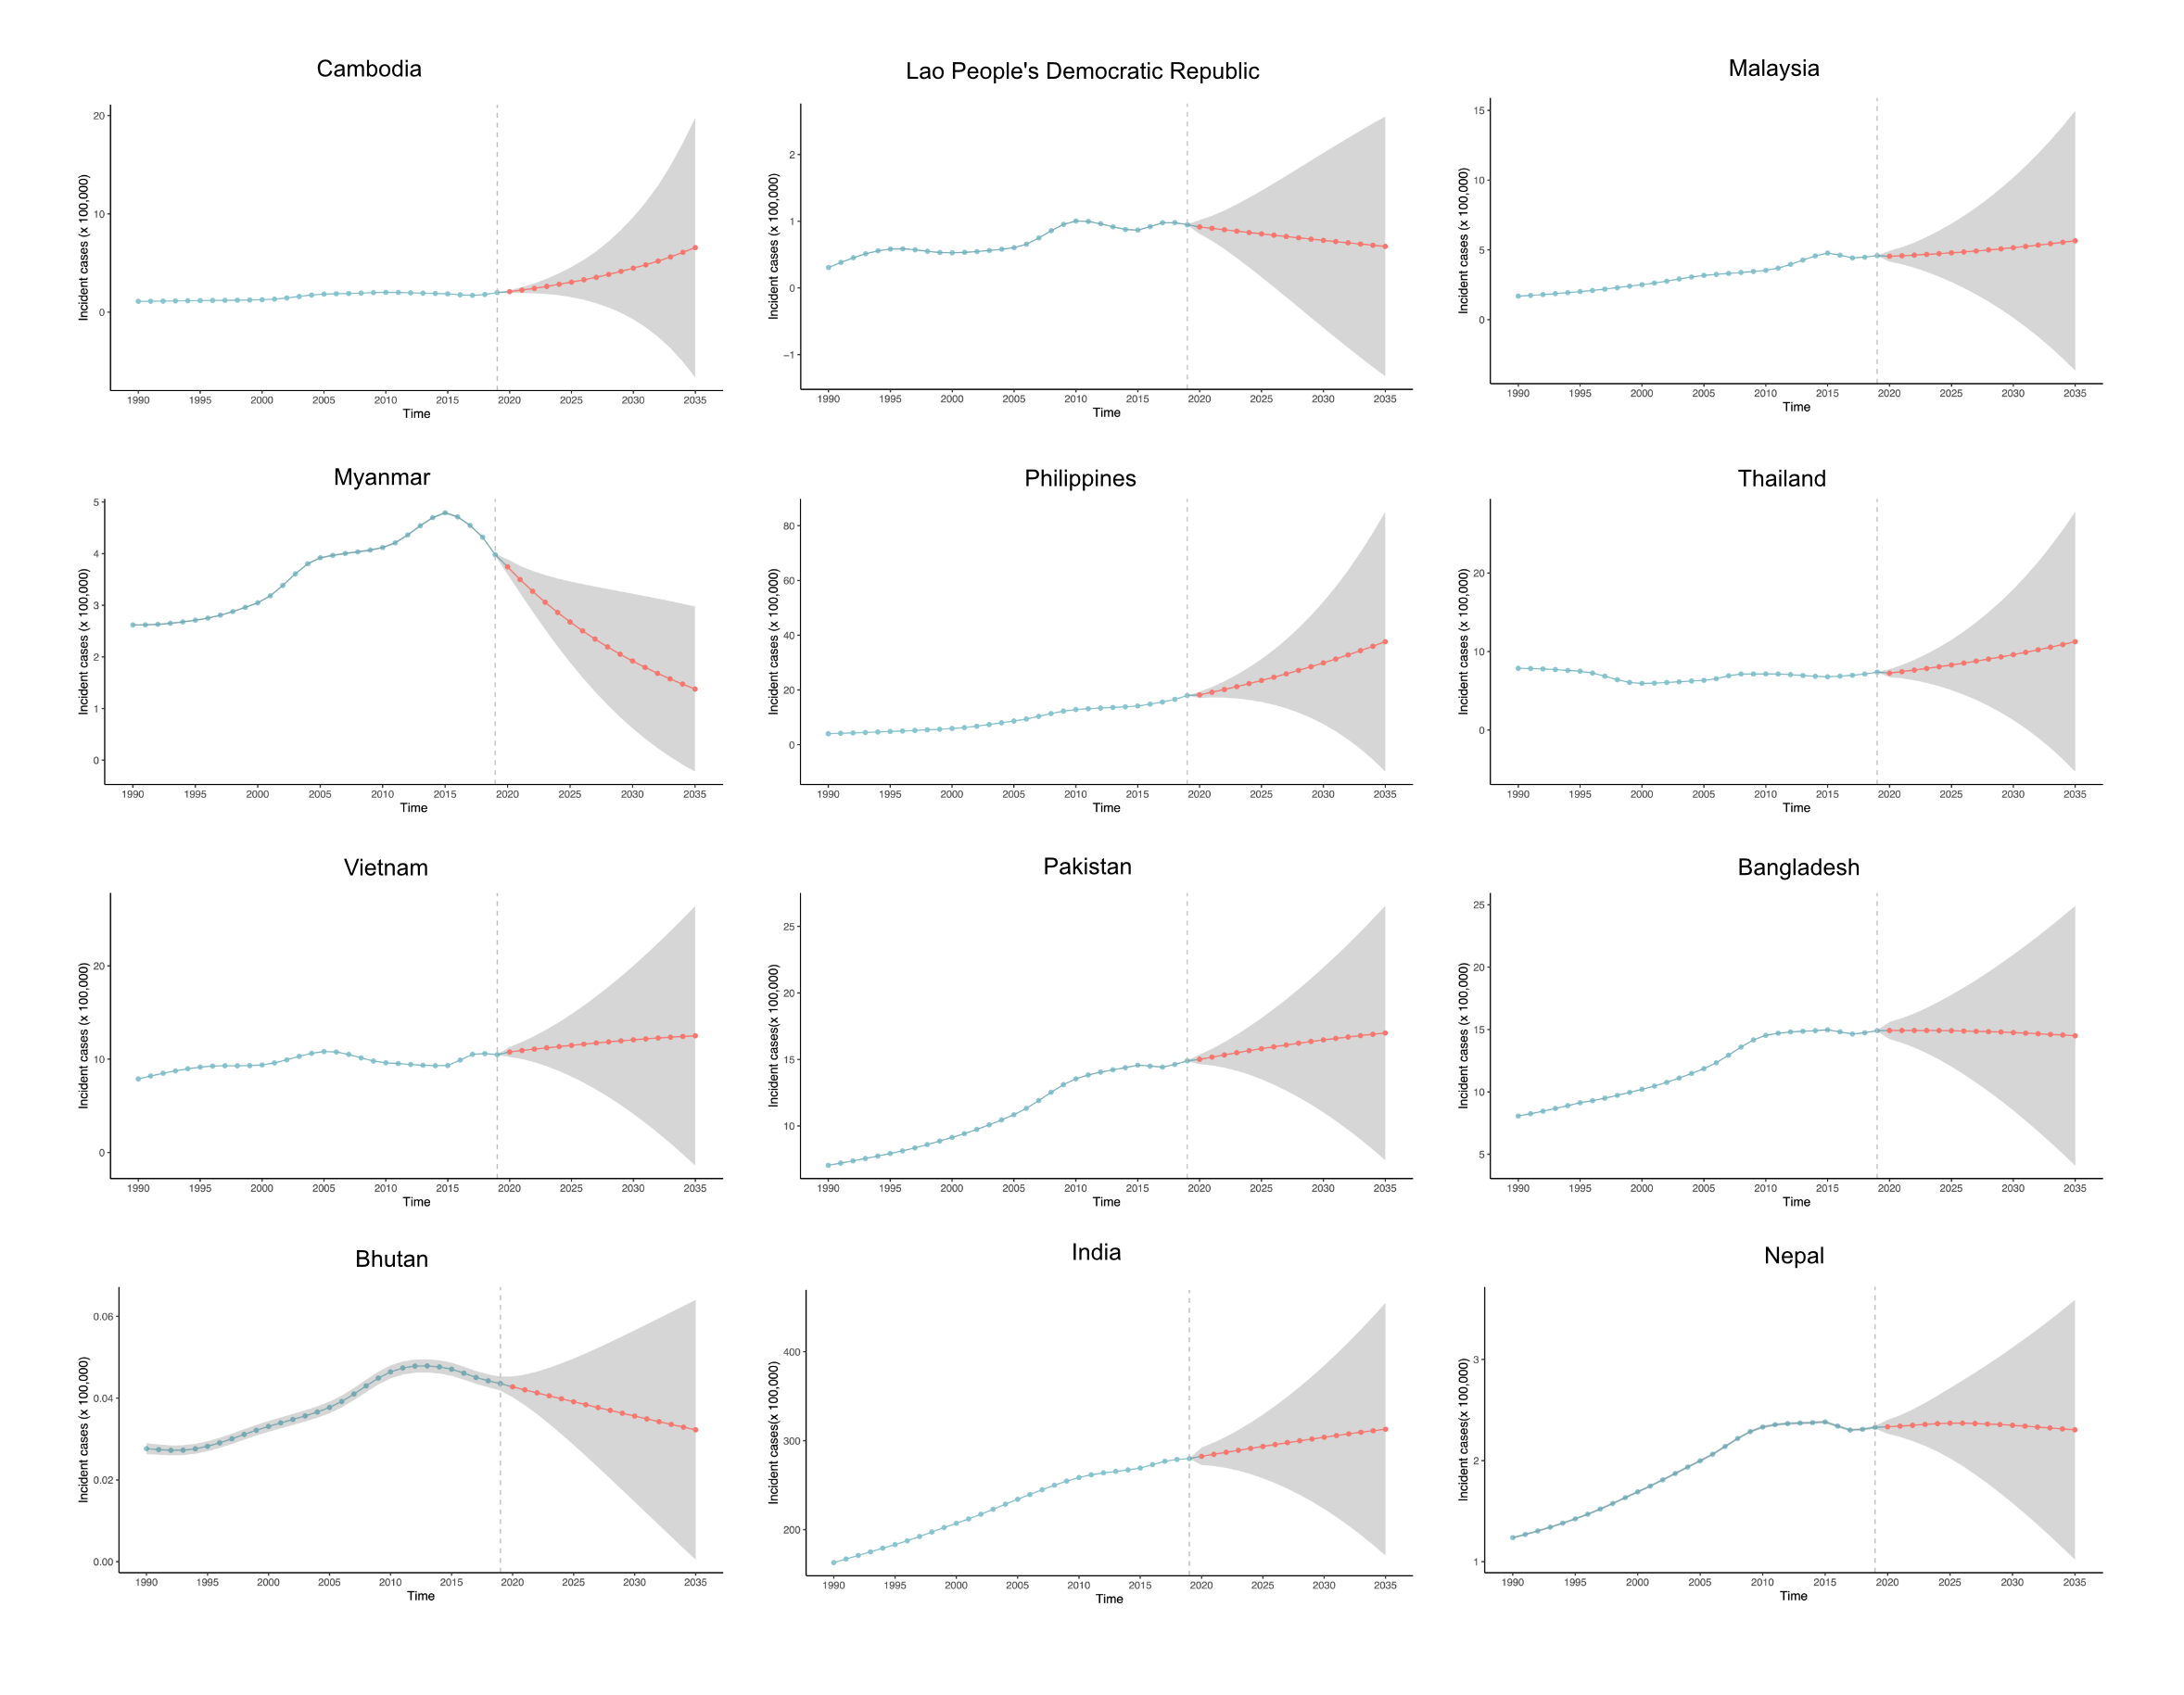 Cambodia
Incident cases (x 100,000)
20
10
0
1990 1995 2000 2005 2010 2015 2020 2025 2030 2035
Time
Lao People's Democratic Republic
Incident cases (x 100,000)
2
1
0
−1
1990 1995 2000 2005 2010 2015 2020 2025 2030 2035
Time
Malaysia
Incident cases (x 100,000)
15
10
5
0
1990 1995 2000 2005 2010 2015 2020 2025 2030 2035
Time
Myanmar
Incident cases (x 100,000)
5
4
3
2
1
0
1990 1995 2000 2005 2010 2015 2020 2025 2030 2035
Time
Philippines
Incident cases (x 100,000)
80
60
40
20
0
1990 1995 2000 2005 2010 2015 2020 2025 2030 2035
Time
Thailand
Incident cases (x 100,000)
20
10
0
1990 1995 2000 2005 2010 2015 2020 2025 2030 2035
Time
Vietnam
Incident cases (x 100,000)
20
10
0
1990 1995 2000 2005 2010 2015 2020 2025 2030 2035
Time
Pakistan
Incident cases(x 100,000)
25
20
15
10
1990 1995 2000 2005 2010 2015 2020 2025 2030 2035
Time
Bangladesh
Incident cases (x 100,000)
25
20
15
10
5
1990 1995 2000 2005 2010 2015 2020 2025 2030 2035
Time
Bhutan
Incident cases (x 100,000)
0.06
0.04
0.02
0.00
1990 1995 2000 2005 2010 2015 2020 2025 2030 2035
Time
India
Incident cases(x 100,000)
400
300
200
1990 1995 2000 2005 2010 2015 2020 2025 2030 2035
Time
Nepal
Incident cases(x 100,000)
3
2
1
1990 1995 2000 2005 2010 2015 2020 2025 2030 2035
Time